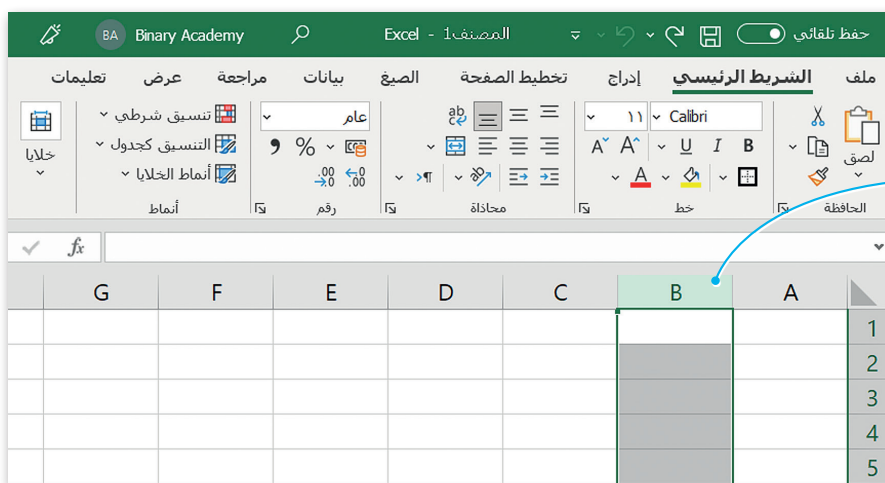 حفظ تلقائي المصنف1 - Excel Binary Academy BA
ملف الشريط الرئيسي إدراج تخطيط الصفحة الصيغ بيانات مراجعة عرض تعليمات
Calibri ١١ عام تنسيق شرطي
B I U A^ A˅ % التنسيق كجدول
لصق خلايا
A أنماط الخلايا
الحافظة خط محاذاة رقم أنماط
fx
A B C D E F G
1
2
3
4
5